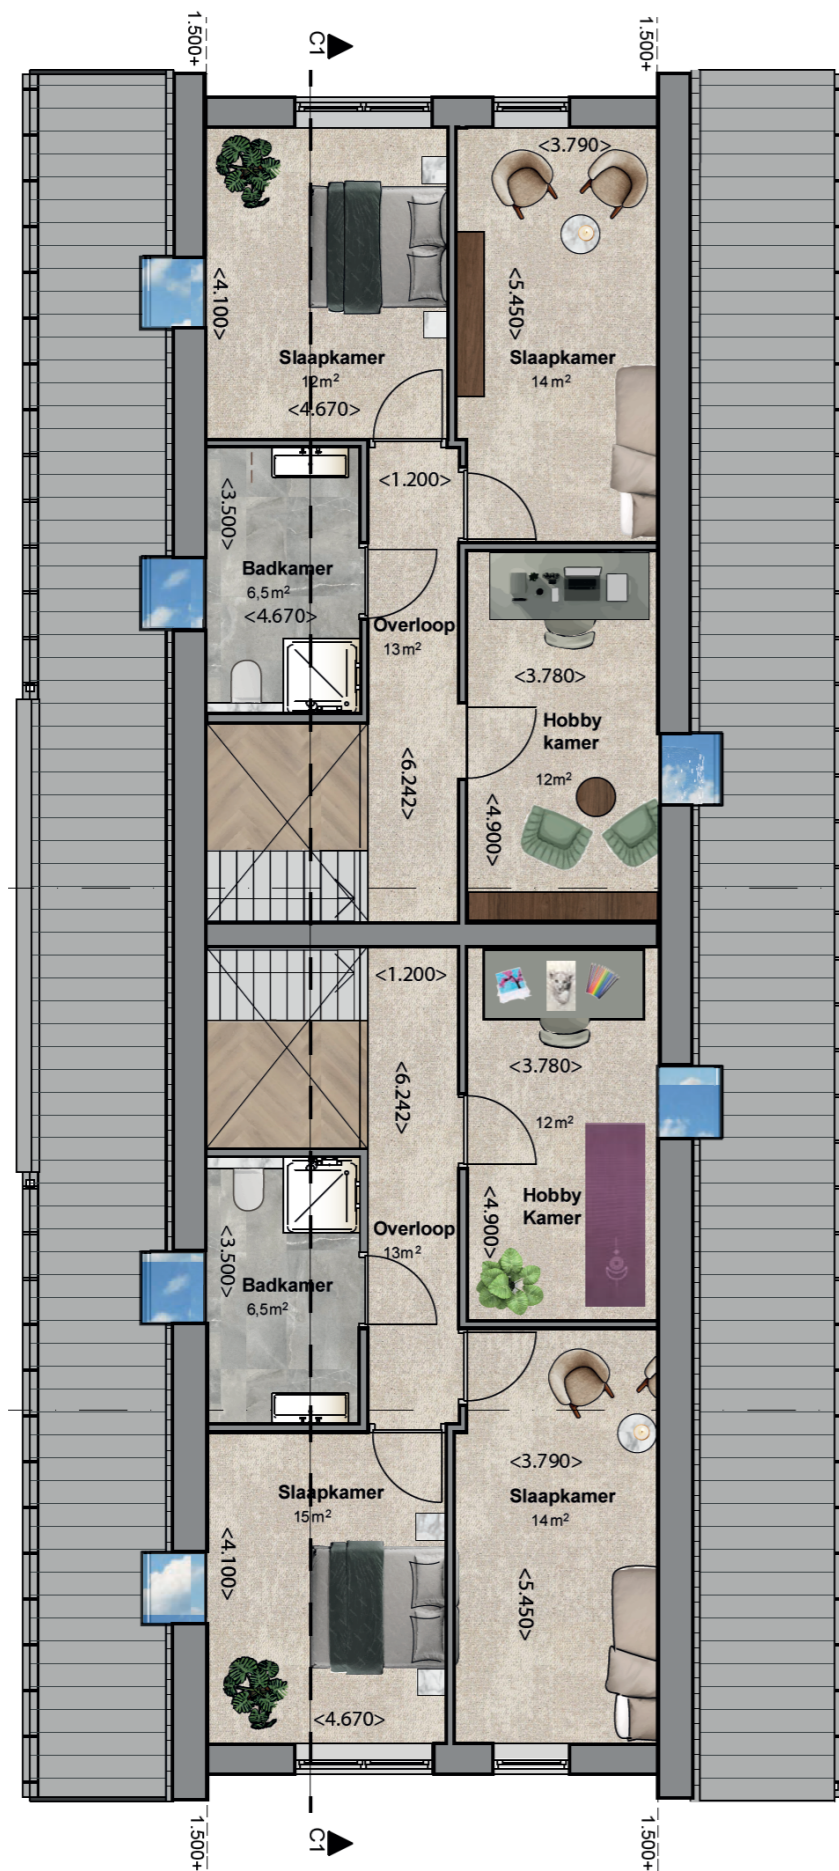 1.500+
C1
1.500+
<3.790>
<4.100>
<5.450>
Slaapkamer
12m²
<4.670>
Slaapkamer
14m²
<3.500>
<1.200>
Badkamer
6,5m²
<4.670>
Overloop
13m²
<3.780>
Hobby
kamer
12m²
<6.242>
<4.900>
<1.200>
<6.242>
<3.780>
12m²
Hobby
Kamer
<4.900>
Overloop
13m²
<3.500>
Badkamer
6,5m²
<3.790>
Slaapkamer
15m²
Slaapkamer
14m²
<4.100>
<5.450>
<4.670>
1.500+
C1
1.500+